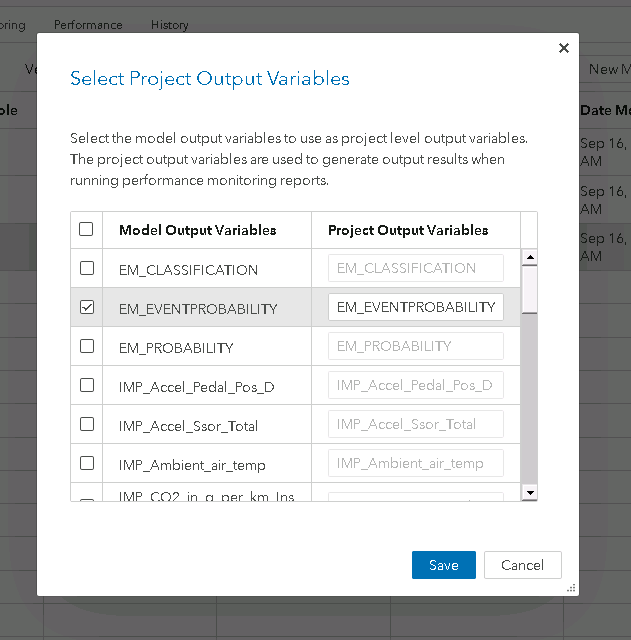 oring Performance History
Ve New M
ole Date Mo
Sep 16,
AM
Sep 16,
AM
Sep 16,
AM
Select Project Output Variables
Select the model output variables to use as project level output variables.
The project output variables are used to generate output results when
running performance monitoring reports.
Model Output Variables Project Output Variables
EM_CLASSIFICATION EM_CLASSIFICATION
EM_EVENTPROBABILITY EM_EVENTPROBABILITY
EM_PROBABILITY EM_PROBABILITY
IMP_Accel_Pedal_Pos_D IMP_Accel_Pedal_Pos_D
IMP_Accel_Ssor_Total IMP_Accel_Ssor_Total
IMP_Ambient_air_temp IMP_Ambient_air_temp
IMP_CO2_in_g_per_km_Ins
Save Cancel